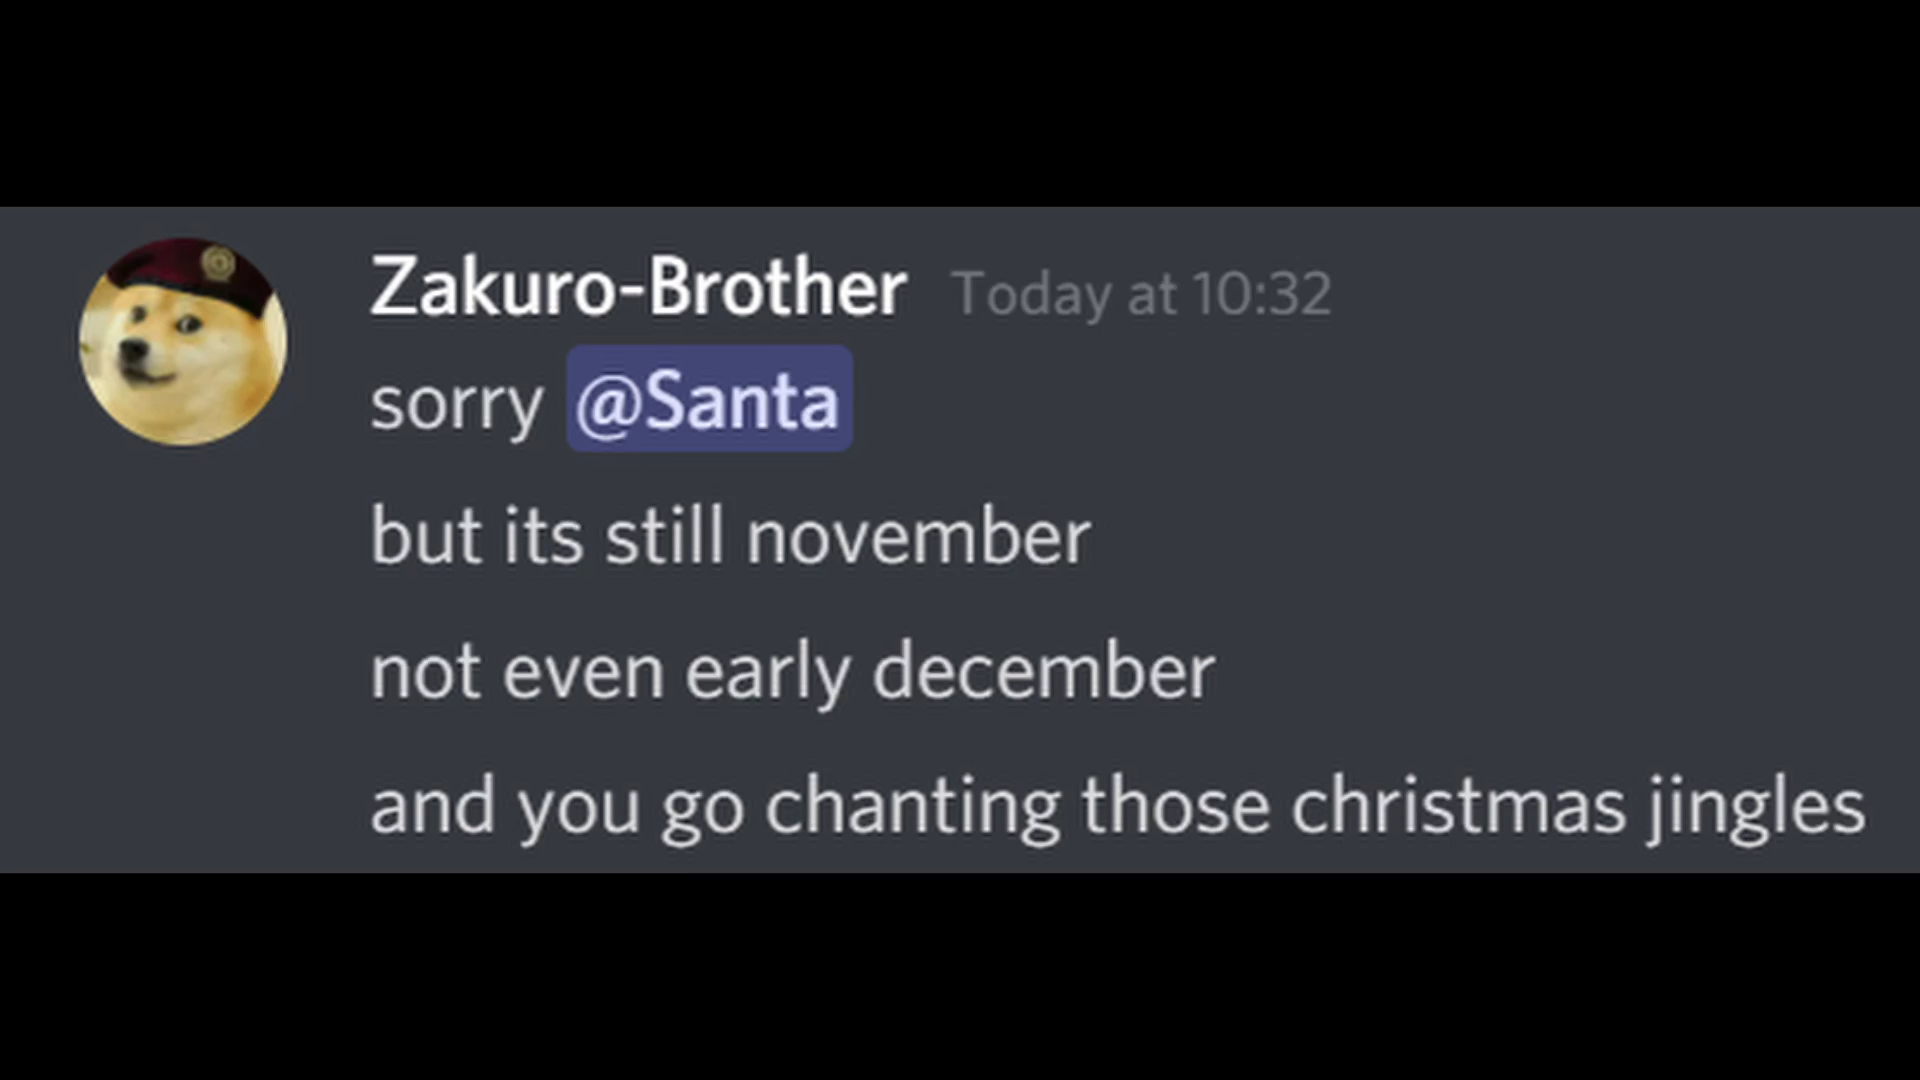 Zakuro-Brother Today at 10:32
sorry @Santa
but its still november
not even early december
and you go chanting those christmas jingles